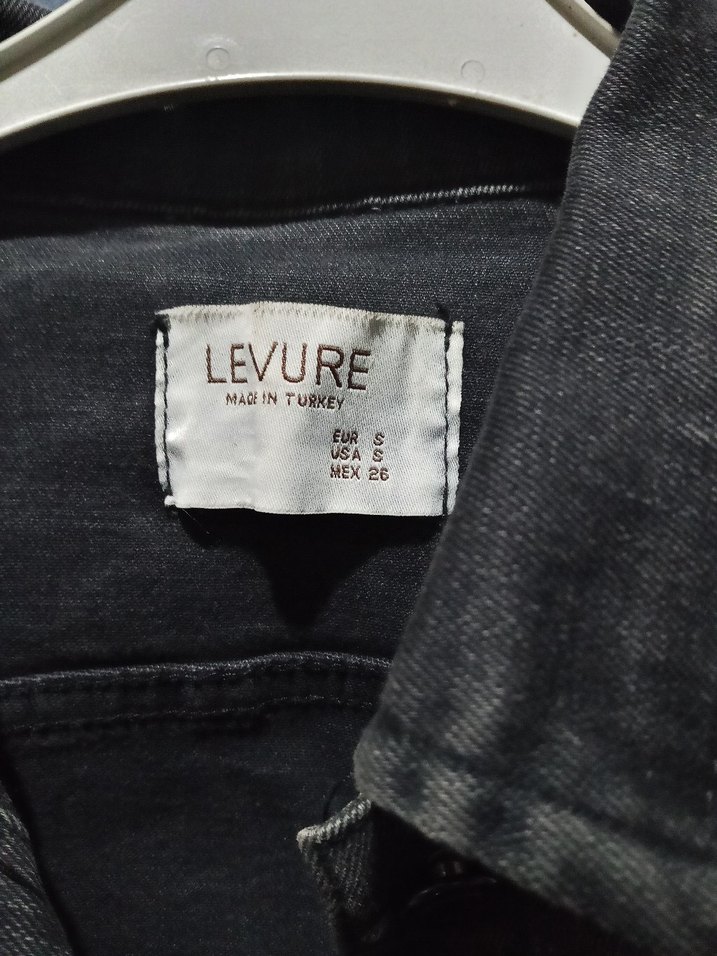 LEVURE
MADE IN TURKEY
EUR S
USA S
MEX 26